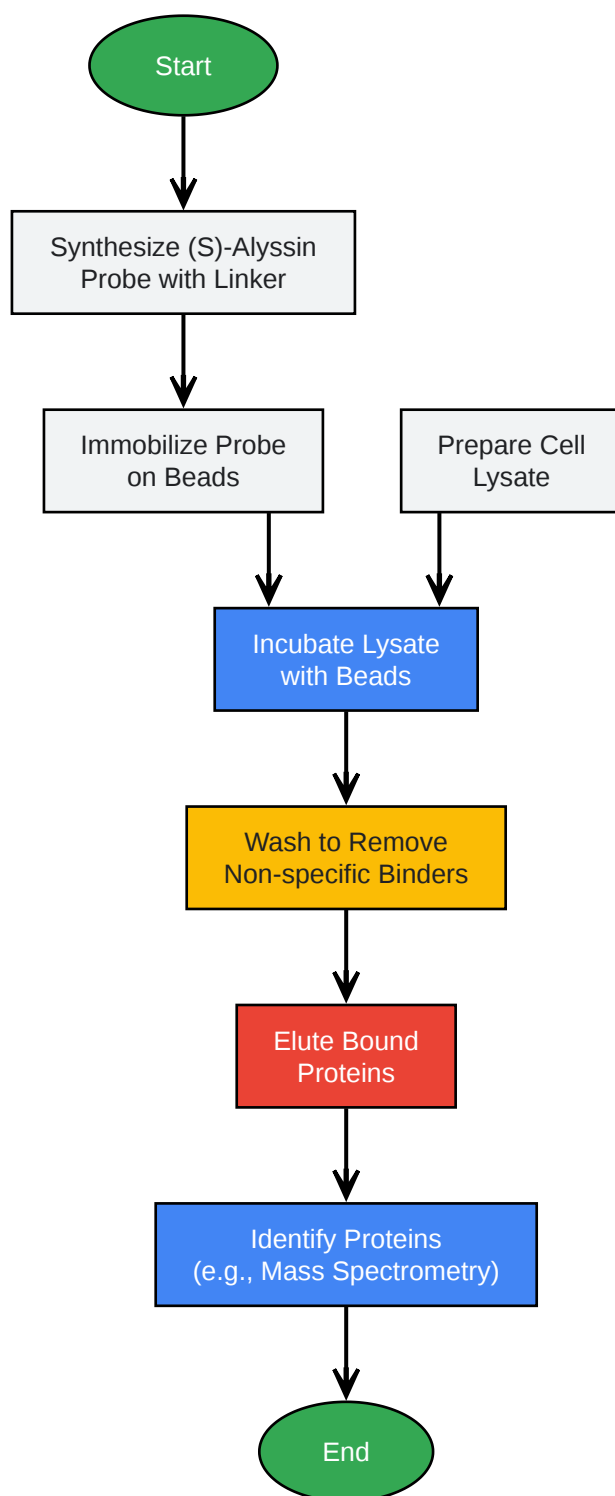 Start
Synthesize (S)-Alyssin
Probe with Linker
Immobilize Probe
on Beads
Prepare Cell
Lysate
Incubate Lysate
with Beads
Wash to Remove
Non-specific Binders
Elute Bound
Proteins
Identify Proteins
(e.g., Mass Spectrometry)
End